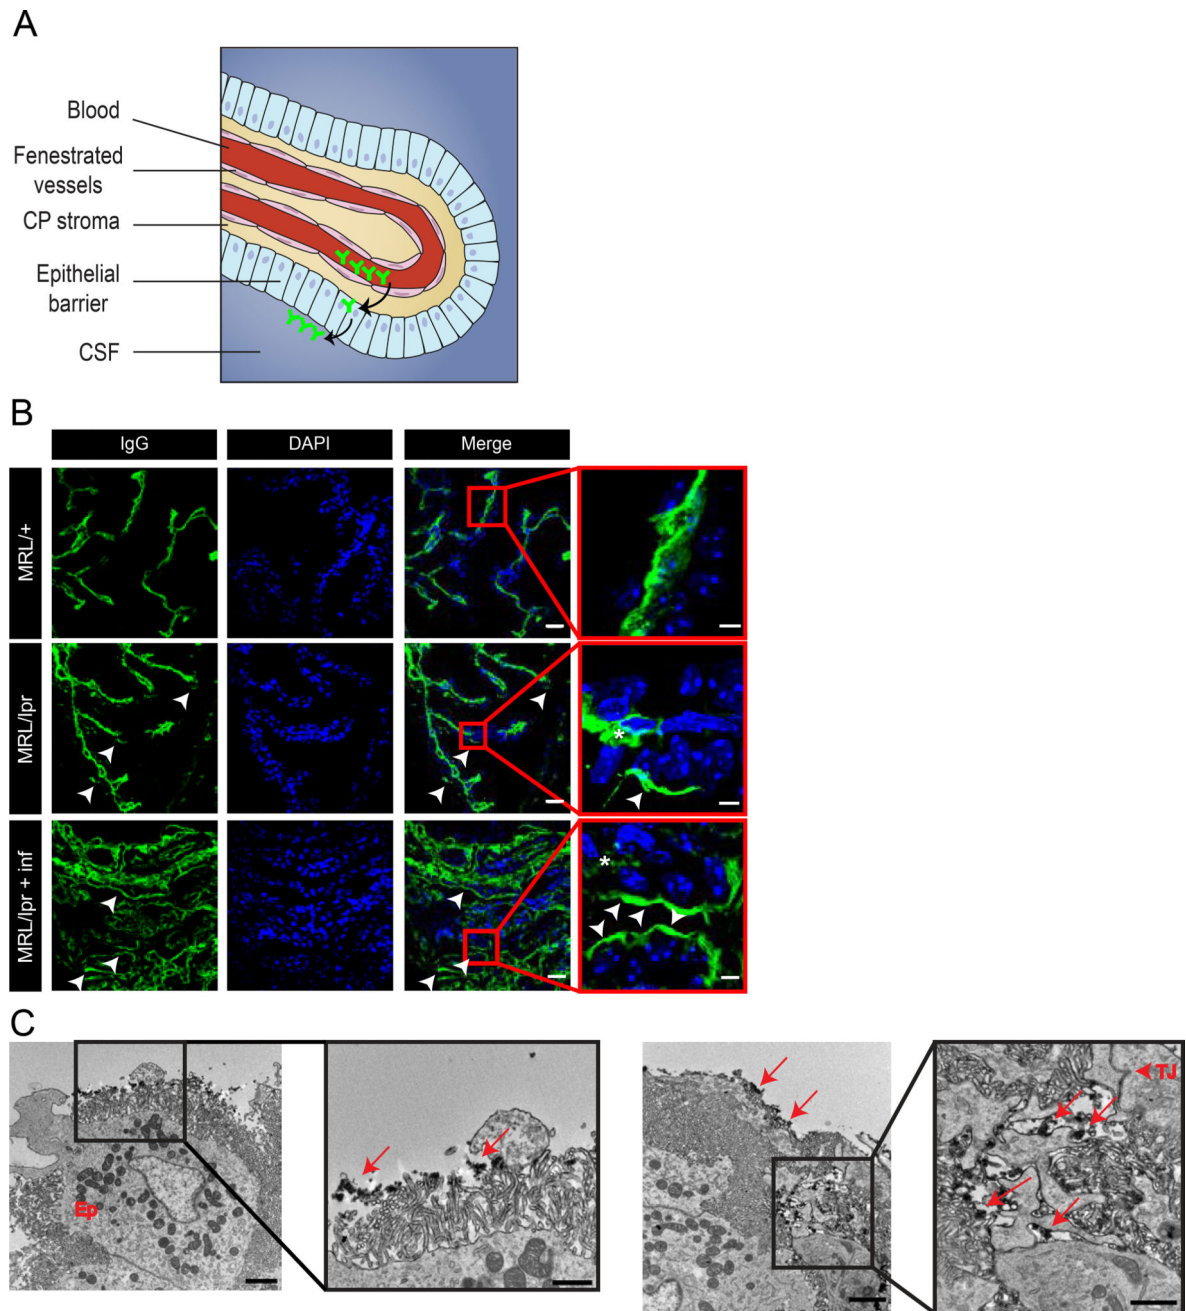 A
Blood
Fenestrated
vessels
CP stroma
Epithelial
barrier
CSF
B
IgG
DAPI
Merge
MRL/+
MRL/lpr
*
MRL/lpr + inf
*
C
Ep
TJ